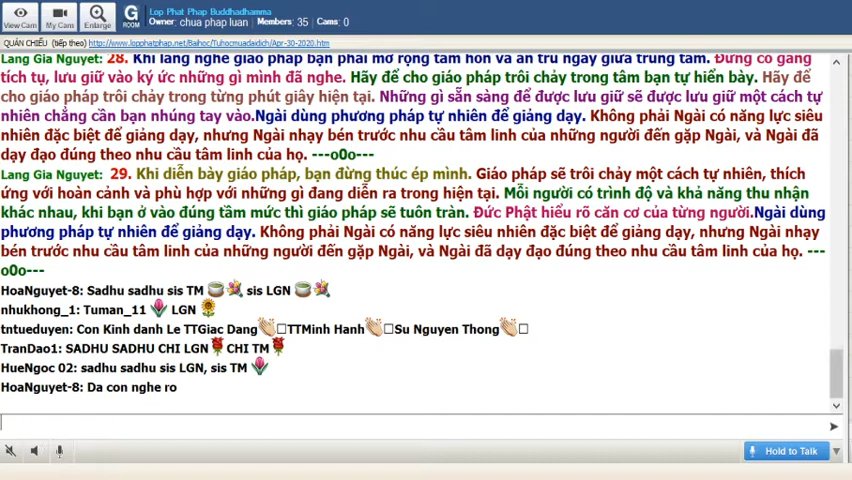 Lop Phat Phap Buddhadhamma
Owner: chua phap luan   Members: 35   Cams: 0
View Cam   My Cams   Enlarge   G ROOM
QUÁN CHIẾU (tiếp theo) http://www.lopphatphap.net/Baihoc/Tuhocmuadaidich/Apr-30-2020.htm
Lang Gia Nguyet: 28. Khi lắng nghe giáo pháp bạn phải mở rộng tâm hồn và an trú ngay giữa trung tâm. Đừng cố gắng
tích tụ, lưu giữ vào ký ức những gì mình đã nghe. Hãy để cho giáo pháp trôi chảy trong tâm bạn tự hiển bày. Hãy để
cho giáo pháp trôi chảy trong từng phút giây hiện tại. Những gì sẵn sàng để được lưu giữ sẽ được lưu giữ một cách tự
nhiên chẳng cần bạn nhúng tay vào.Ngài dùng phương pháp tự nhiên để giảng dạy. Không phải Ngài có năng lực siêu
nhiên đặc biệt để giảng dạy, nhưng Ngài nhạy bén trước nhu cầu tâm linh của những người đến gặp Ngài, và Ngài đã
dạy đạo đúng theo nhu cầu tâm linh của họ. ---o0o---
Lang Gia Nguyet: 29. Khi diễn bày giáo pháp, bạn đừng thúc ép mình. Giáo pháp sẽ trôi chảy một cách tự nhiên, thích
ứng với hoàn cảnh và phù hợp với những gì đang diễn ra trong hiện tại. Mỗi người có trình độ và khả năng thu nhận
khác nhau, khi bạn ở vào đúng tầm mức thì giáo pháp sẽ tuôn tràn. Đức Phật hiểu rõ căn cơ của từng người.Ngài dùng
phương pháp tự nhiên để giảng dạy. Không phải Ngài có năng lực siêu nhiên đặc biệt để giảng dạy, nhưng Ngài nhạy
bén trước nhu cầu tâm linh của những người đến gặp Ngài, và Ngài đã dạy đạo đúng theo nhu cầu tâm linh của họ. ---
o0o---
HoaNguyet-8: Sadhu sadhu sis TM sis LGN
nhukhong_1: Tuman_11 LGN
tntueduyen: Con Kinh danh Le TTGiac Dang TTMinh Hanh Su Nguyen Thong
TranDao1: SADHU SADHU CHI LGN CHI TM
HueNgoc 02: sadhu sadhu sis LGN, sis TM
HoaNguyet-8: Da con nghe ro
Hold to Talk